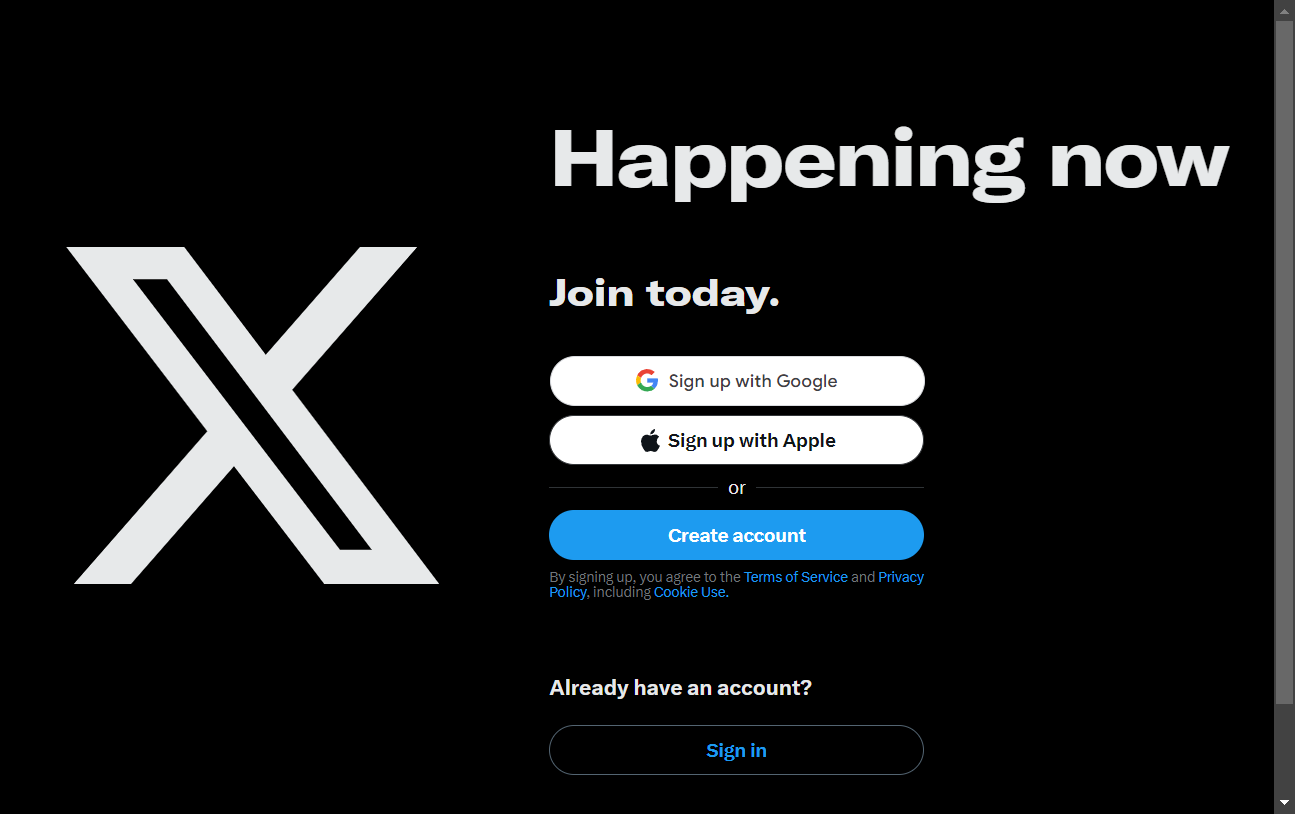 Happening now
Join today.
Sign up with Google
Sign up with Apple
or
Create account
By signing up, you agree to the Terms of Service and Privacy
Policy, including Cookie Use.
Already have an account?
Sign in